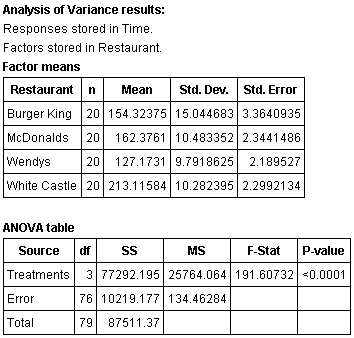 Analysis of Variance results:
Responses stored in Time.
Factors stored in Restaurant.
Factor means
Restaurant n Mean Std. Dev. Std. Error
Burger King 20 154.32375 15.044683 3.3640935
McDonalds 20 162.3761 10.483352 2.3441486
Wendys 20 127.1731 9.7918625 2.189527
White Castle 20 213.11584 10.282395 2.2992134
ANOVA table
Source df SS MS F-Stat P-value
Treatments 3 77292.195 25764.064 191.60732 <0.0001
Error 76 10219.177 134.46284
Total 79 87511.37